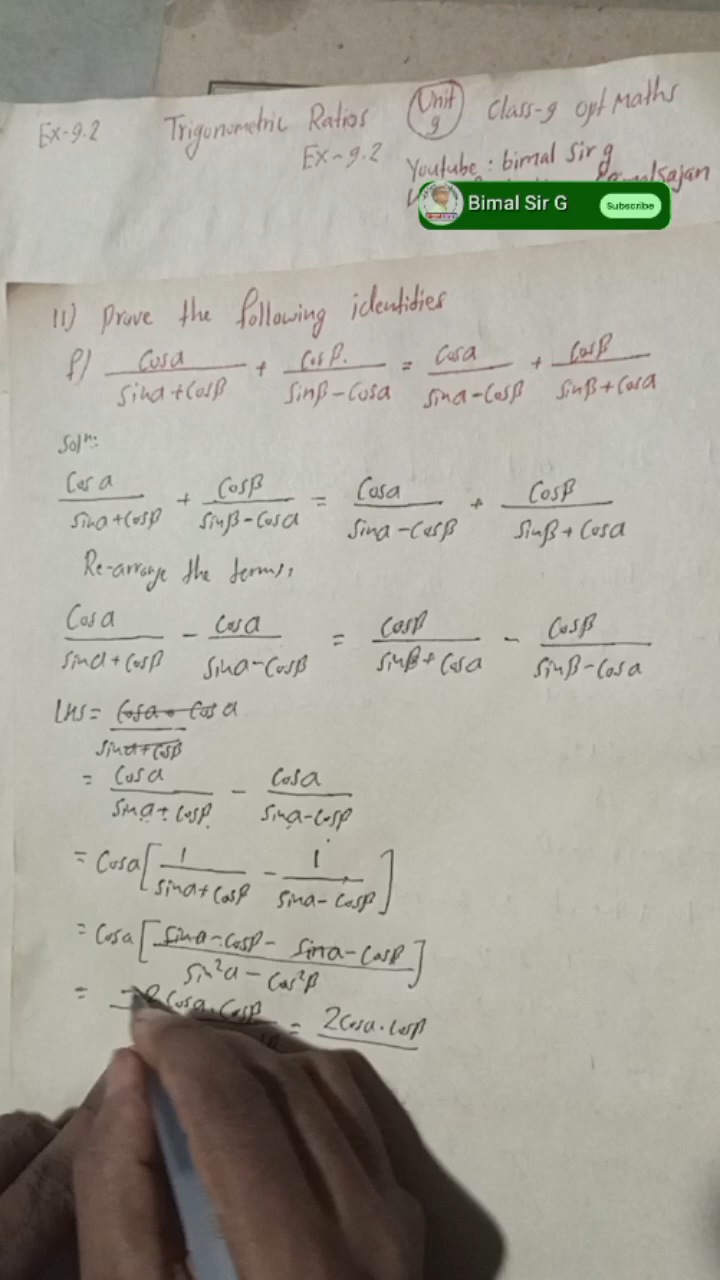 Ex-9.2 Trigonometric Ratios Unit 9 Class-9 opt Maths
Ex-9.2
Youtube : bimal sir g
Bimal Sir G Subscribe
11) Prove the following identities
f) Cosα/(Sinα+Cosβ) + Cosβ/(Sinβ-Cosα) = Cosα/(Sinα-Cosβ) + Cosβ/(Sinβ+Cosα)
Solⁿ:
Cosα/(Sinα+Cosβ) + Cosβ/(Sinβ-Cosα) = Cosα/(Sinα-Cosβ) + Cosβ/(Sinβ+Cosα)
Re-arrange the terms,
Cosα/(Sinα+Cosβ) - Cosα/(Sinα-Cosβ) = Cosβ/(Sinβ+Cosα) - Cosβ/(Sinβ-Cosα)
LHS =
= Cosα/(Sinα+Cosβ) - Cosα/(Sinα-Cosβ)
= Cosα[1/(Sinα+Cosβ) - 1/(Sinα-Cosβ)]
= Cosα[(Sinα-Cosβ-Sinα-Cosβ)/(Sin²α-Cos²β)]
= Cosα.Cosβ = 2Cosα.Cosβ